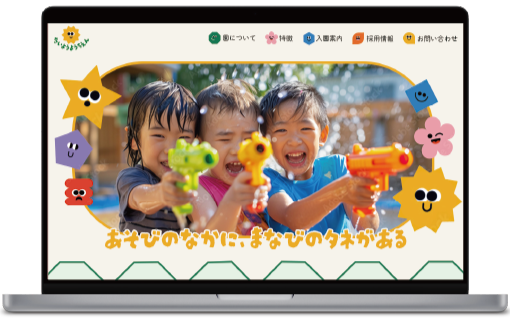 たいようようちえん
園について
特徴
入園案内
採用情報
お問い合わせ
あそびのなかに、まなびのタネがある